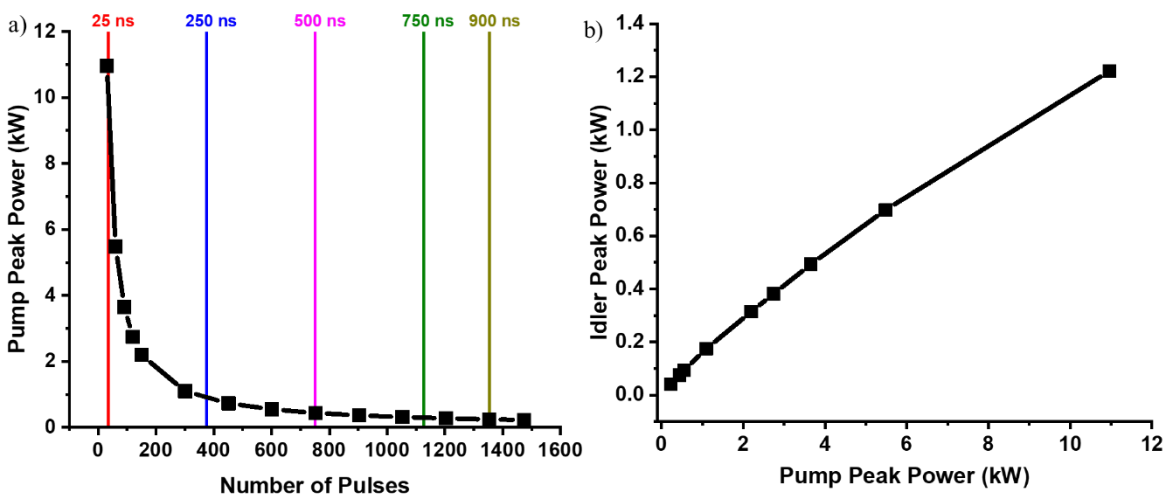 a)
25 ns 250 ns 500 ns 750 ns 900 ns
12
10
8
6
4
2
0
Pump Peak Power (kW)
0 200 400 600 800 1000 1200 1400 1600
Number of Pulses
b)
1.4
1.2
1.0
0.8
0.6
0.4
0.2
0.0
Idler Peak Power (kW)
0 2 4 6 8 10 12
Pump Peak Power (kW)